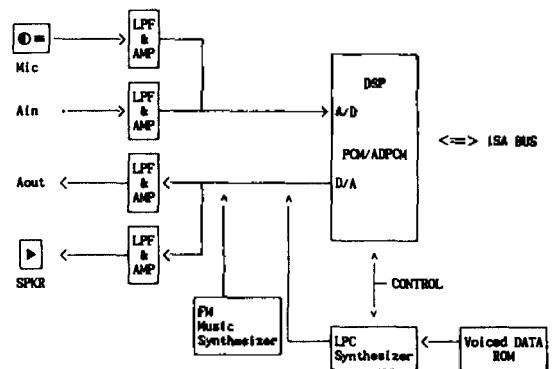 LPF
&
AMP
Mic
LPF
&
AMP
Ain
DSP
A/D
PCM/ADPCM
D/A
<==> ISA BUS
LPF
&
AMP
Aout
LPF
&
AMP
SPKR
CONTROL
FM
Music
Synthesizer
LPC
Synthesizer
Voiced DATA
ROM